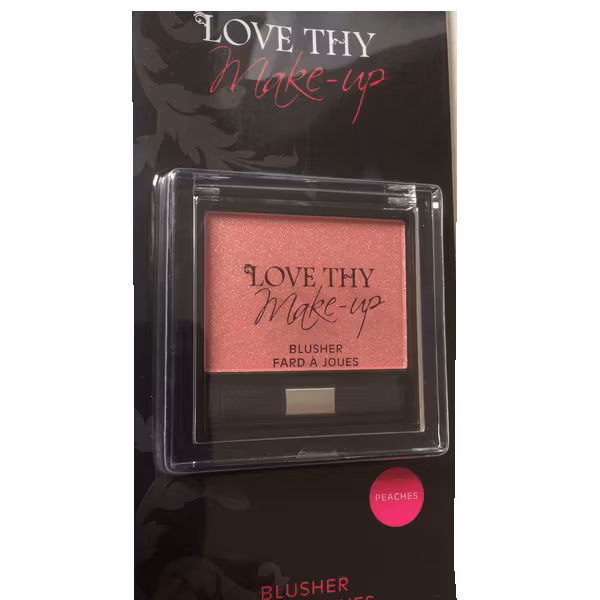 LOVE THY
Make-up
LOVE THY
Make-up
BLUSHER
FARD À JOUES
PEACHES
BLUSHER